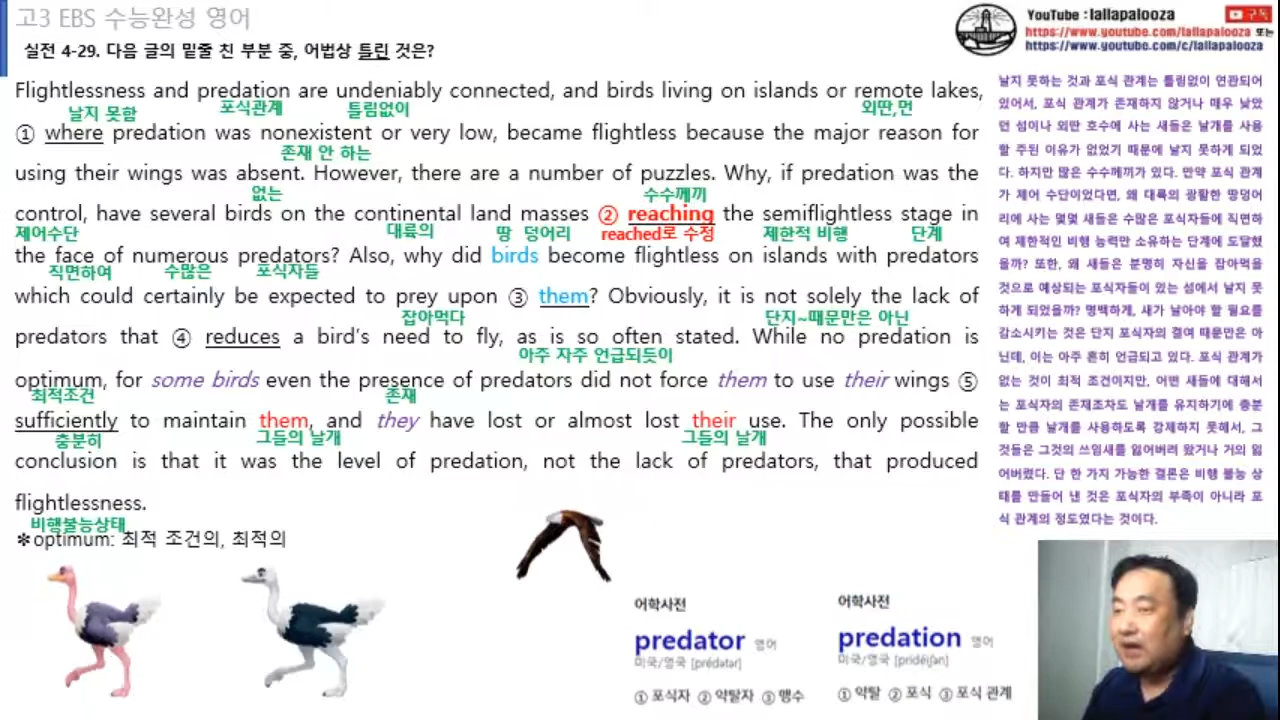 고3 EBS 수능완성 영어
실전 4-29. 다음 글의 밑줄 친 부분 중, 어법상 틀린 것은?
YouTube : lallapalooza
구독
https://www.youtube.com/lallapalooza 또는
https://www.youtube.com/c/lallapalooza
Flightlessness and predation are undeniably connected, and birds living on islands or remote lakes,
날지 못함 포식관계 틀림없이 외딴,먼
① where predation was nonexistent or very low, became flightless because the major reason for
존재 안 하는
using their wings was absent. However, there are a number of puzzles. Why, if predation was the
없는 수수께끼
control, have several birds on the continental land masses ② reaching the semiflightless stage in
제어수단 대륙의 땅 덩어리 reached로 수정 제한적 비행 단계
the face of numerous predators? Also, why did birds become flightless on islands with predators
직면하여 수많은 포식자들
which could certainly be expected to prey upon ③ them? Obviously, it is not solely the lack of
잡아먹다 단지~때문만은 아닌
predators that ④ reduces a bird's need to fly, as is so often stated. While no predation is
아주 자주 언급되듯이
optimum, for some birds even the presence of predators did not force them to use their wings ⑤
최적조건 존재
sufficiently to maintain them, and they have lost or almost lost their use. The only possible
충분히 그들의 날개 그들의 날개
conclusion is that it was the level of predation, not the lack of predators, that produced
flightlessness.
비행불능상태
※optimum: 최적 조건의, 최적의
날지 못하는 것과 포식 관계는 틀림없이 연관되어
있어서, 포식 관계가 존재하지 않거나 매우 낮았
던 섬이나 외딴 호수에 사는 새들은 날개를 사용
할 주된 이유가 없었기 때문에 날지 못하게 되었
다. 하지만 많은 수수께끼가 있다. 만약 포식 관계
가 제어 수단이었다면, 왜 대륙의 광활한 땅덩어
리에 사는 몇몇 새들은 수많은 포식자들에 직면하
여 제한적인 비행 능력만 소유하는 단계에 도달했
을까? 또한, 왜 새들은 분명히 자신을 잡아먹을
것으로 예상되는 포식자들이 있는 섬에서 날지 못
하게 되었을까? 명백하게, 새가 날아야 할 필요를
감소시키는 것은 단지 포식자의 결여 때문만은 아
닌데, 이는 아주 흔히 언급되고 있다. 포식 관계가
없는 것이 최적 조건이지만, 어떤 새들에 대해서
는 포식자의 존재조차도 날개를 유지하기에 충분
할 만큼 날개를 사용하도록 강제하지 못해서, 그
것들은 그것의 쓰임새를 잃어버려 왔거나 거의 잃
어버렸다. 단 한 가지 가능한 결론은 비행 불능 상
태를 만들어 낸 것은 포식자의 부족이 아니라 포
식 관계의 정도였다는 것이다.
어학사전
predator 영어
미국/영국 [prédətər]
① 포식자 ② 약탈자 ③ 맹수
어학사전
predation 영어
미국/영국 [pridéiʃən]
① 약탈 ② 포식 ③ 포식 관계